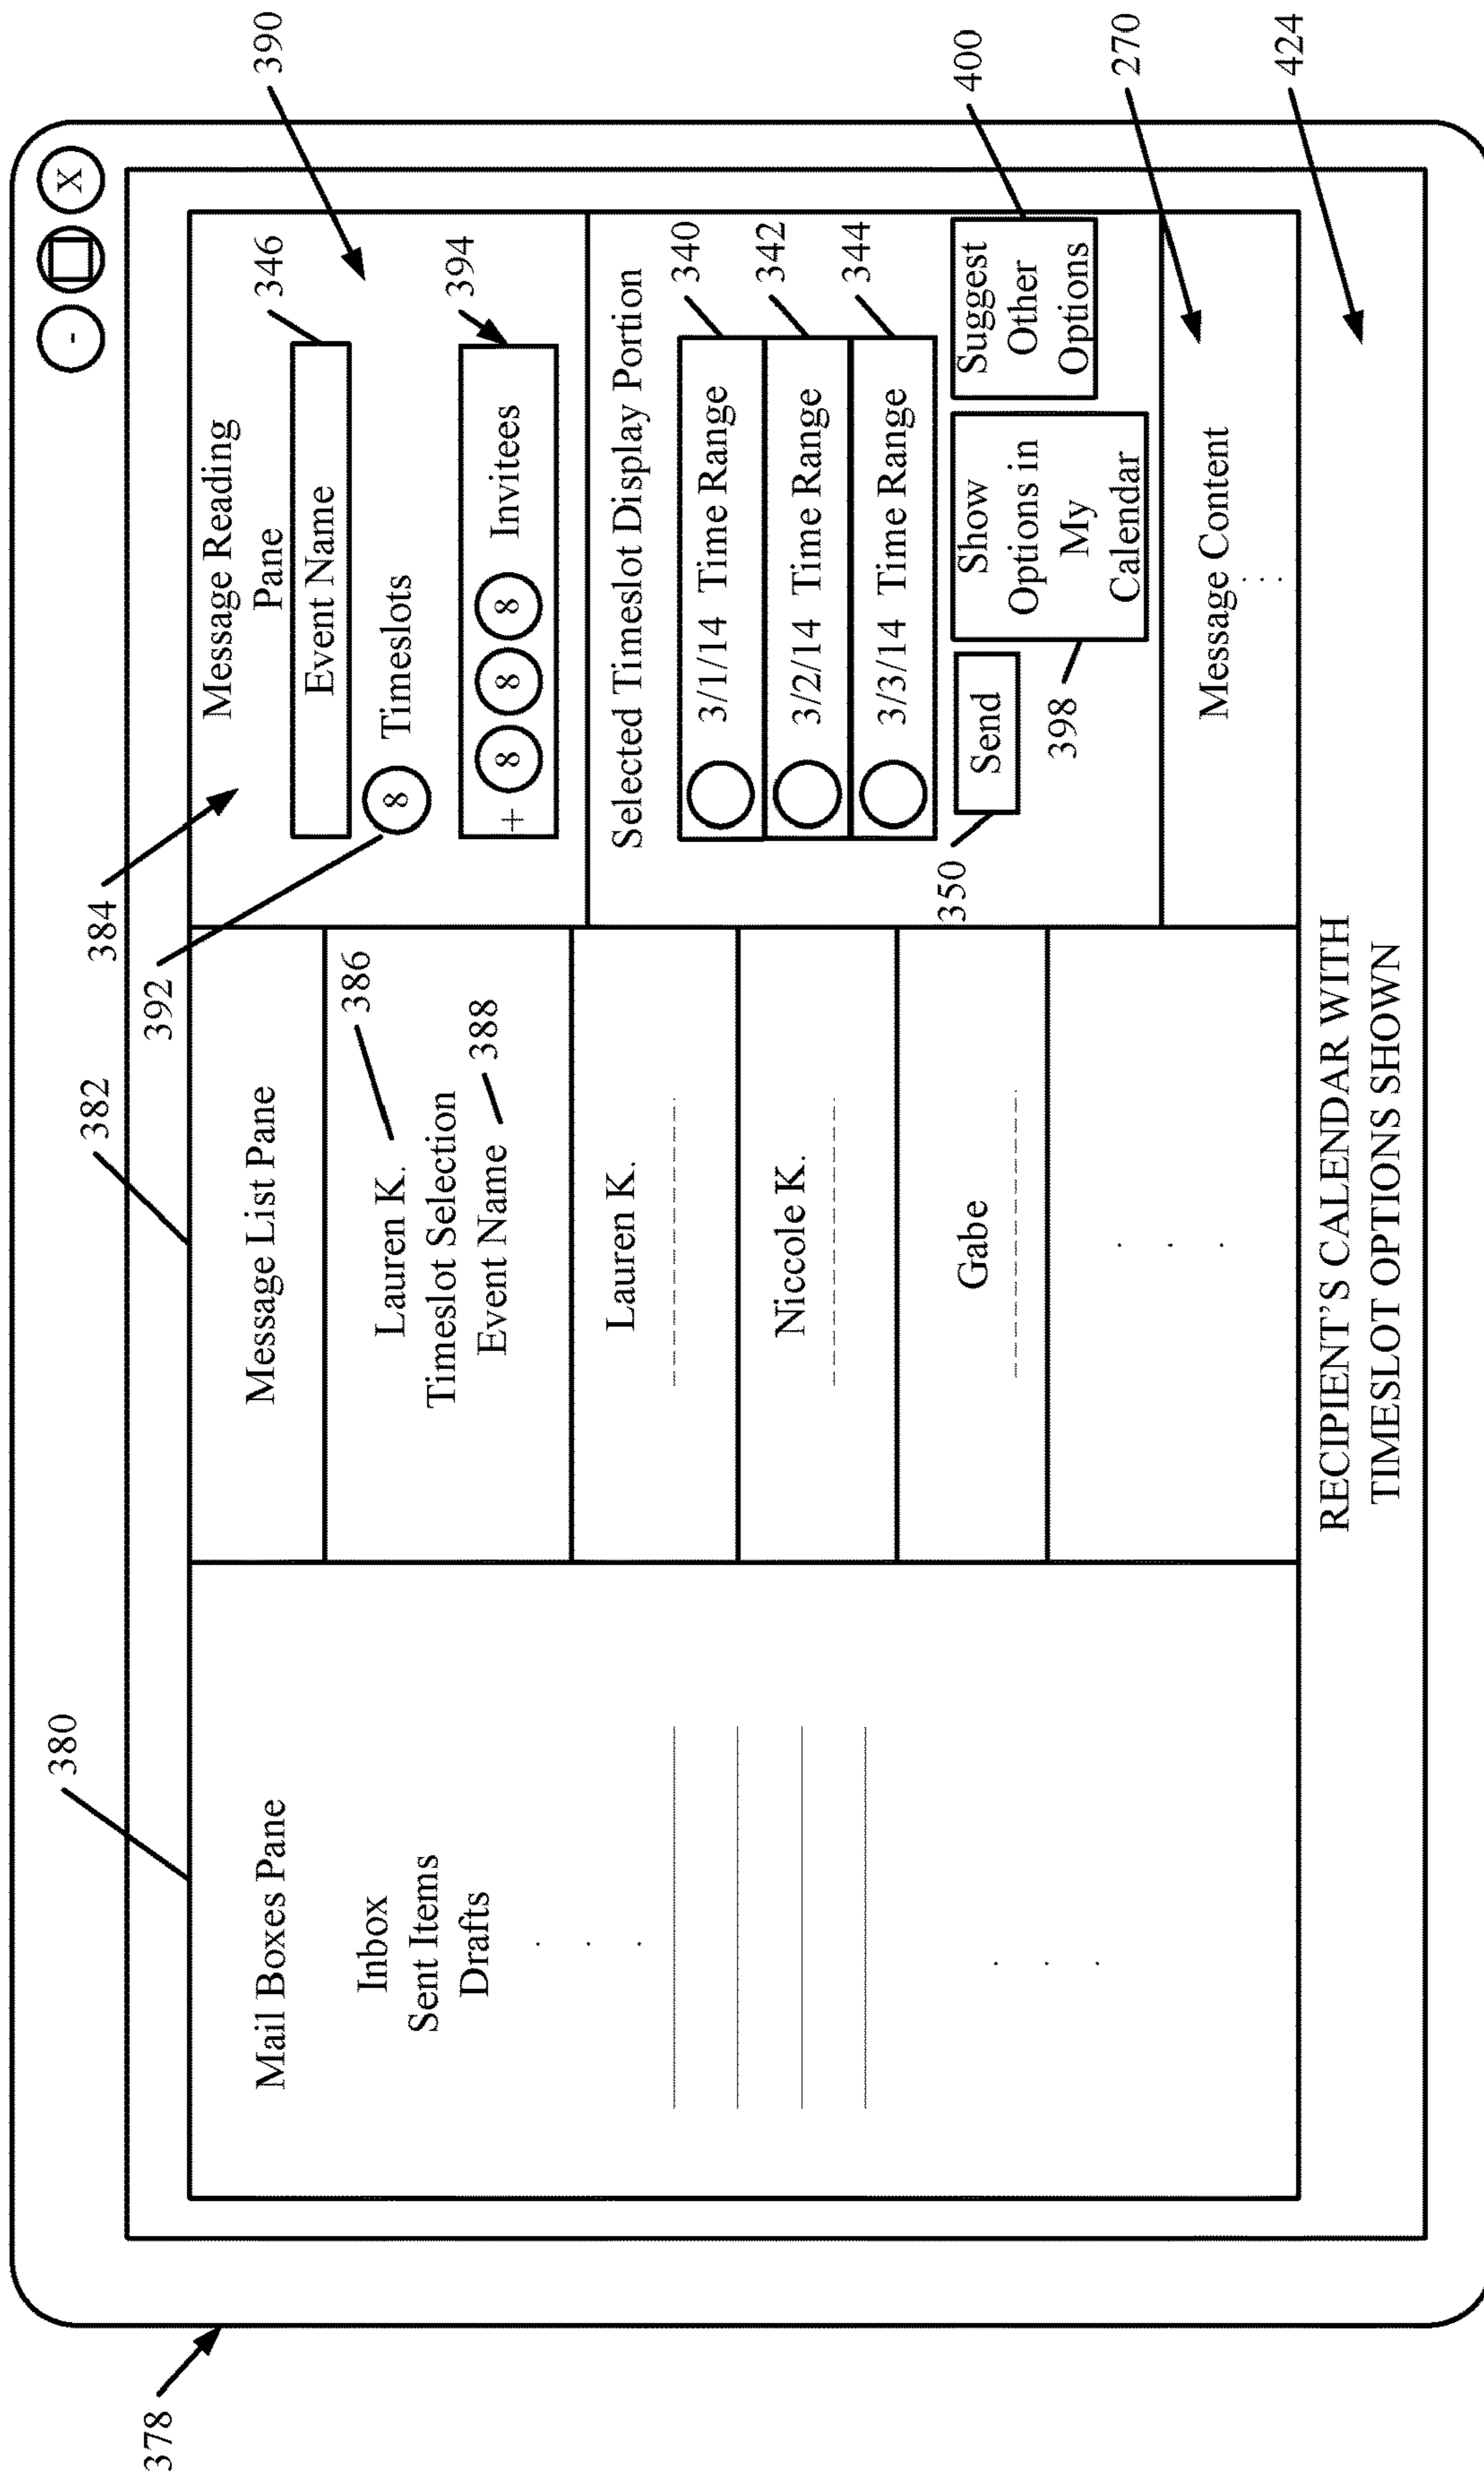 - X
378
380
382
384
392
390
Mail Boxes Pane
Inbox
Sent Items
Drafts
. . .
. . .
Message List Pane
Lauren K.
386
Timeslot Selection
Event Name
388
Lauren K.
Niccole K.
Gabe
. . .
Message Reading
Pane
346
Event Name
8 Timeslots
394
+ 8 8 8 Invitees
Selected Timeslot Display Portion
3/1/14 Time Range
340
3/2/14 Time Range
342
3/3/14 Time Range
344
350
Send
398
Show
Options in
My
Calendar
Suggest
Other
Options
400
Message Content
. . .
270
RECIPIENT'S CALENDAR WITH
TIMESLOT OPTIONS SHOWN
424